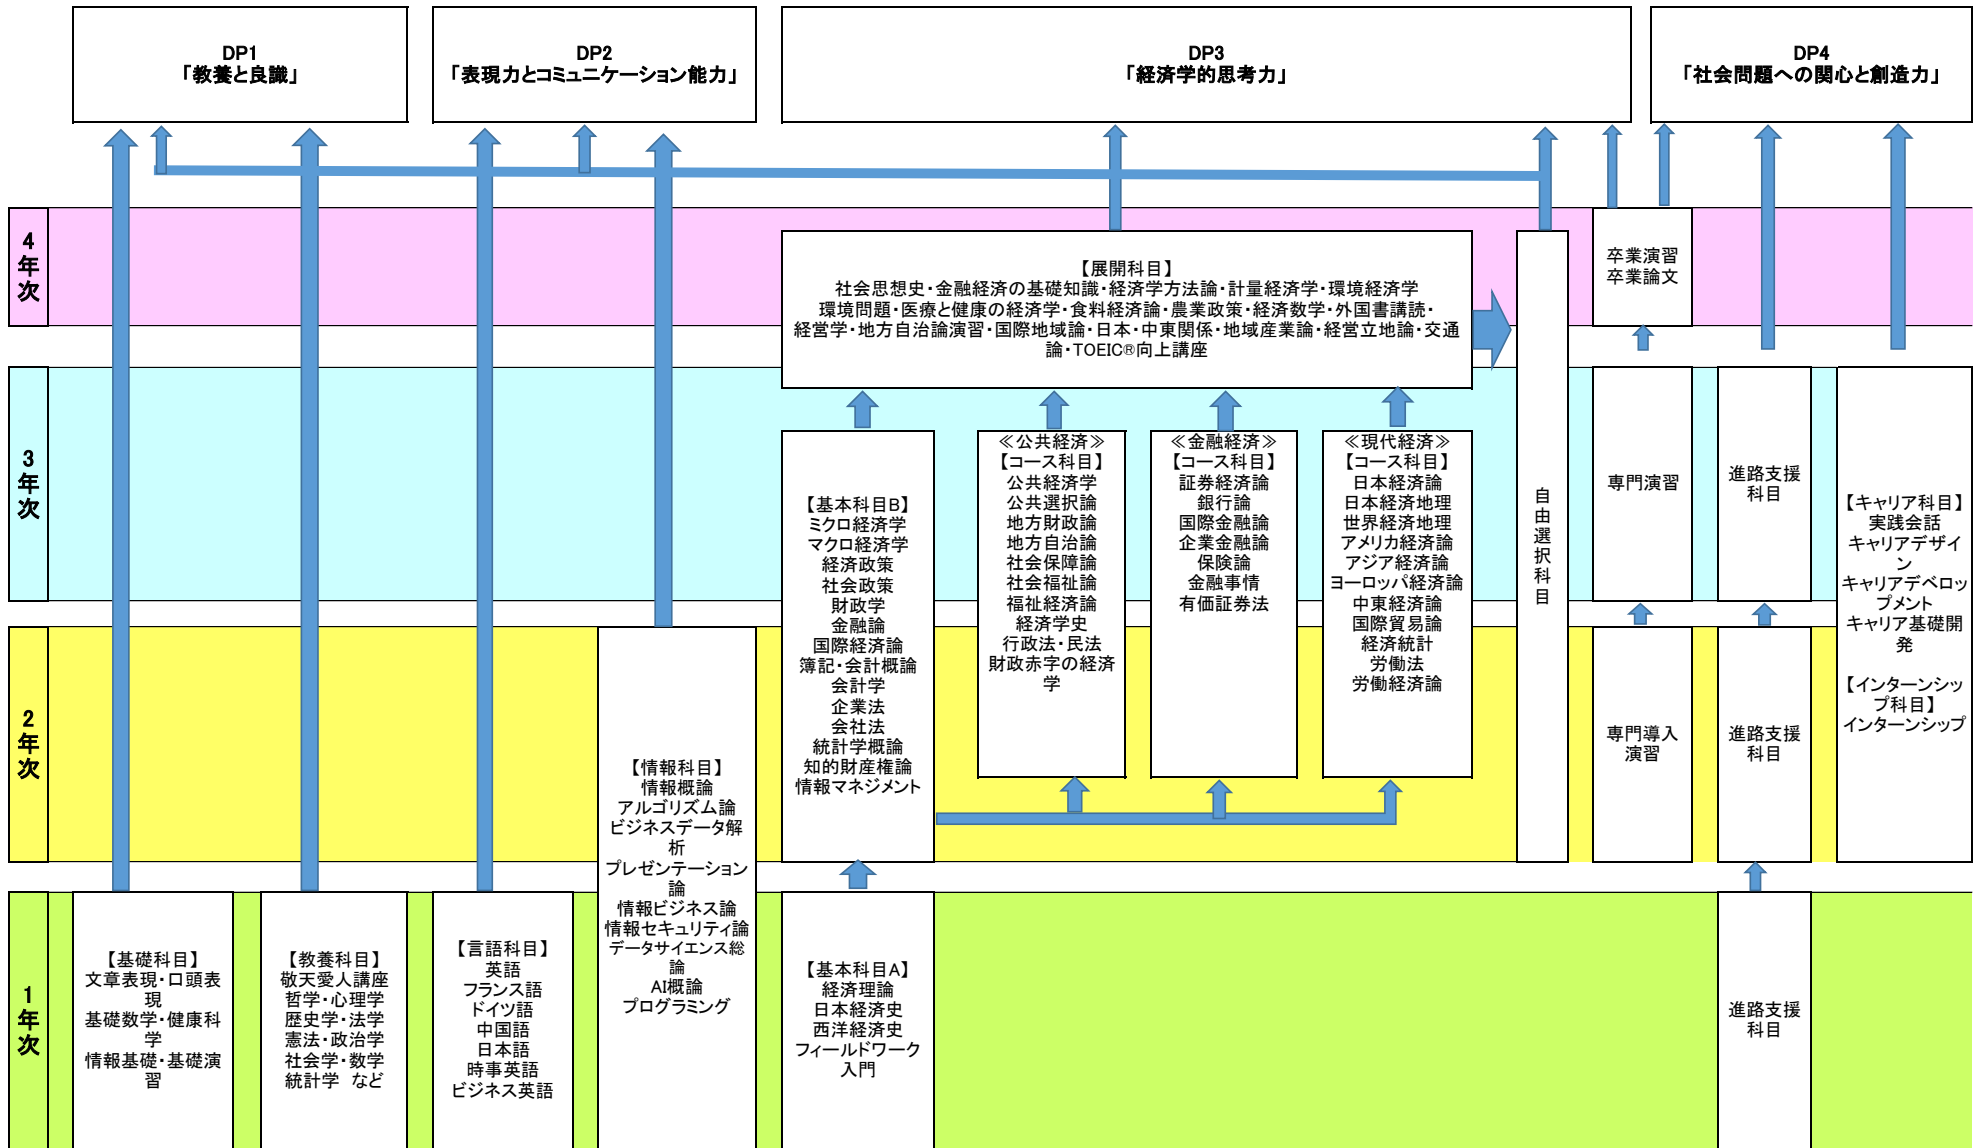 DP1
「教養と良識」
DP2
「表現力とコミュニケーション能力」
DP3
「経済学的思考力」
DP4
「社会問題への関心と創造力」
4年次
【展開科目】
社会思想史・金融経済の基礎知識・経済学方法論・計量経済学・環境経済学
環境問題・医療と健康の経済学・食料経済論・農業政策・経済数学・外国書講読・
経営学・地方自治論演習・国際地域論・日本・中東関係・地域産業論・経営立地論・交通
論・TOEIC®向上講座
卒業演習
卒業論文
3年次
【基本科目B】
ミクロ経済学
マクロ経済学
経済政策
社会政策
財政学
金融論
国際経済論
簿記・会計概論
会計学
企業法
会社法
統計学概論
知的財産権論
情報マネジメント
≪公共経済≫
【コース科目】
公共経済学
公共選択論
地方財政論
地方自治論
社会保障論
社会福祉論
福祉経済論
経済学史
行政法・民法
財政赤字の経済
学
≪金融経済≫
【コース科目】
証券経済論
銀行論
国際金融論
企業金融論
保険論
金融事情
有価証券法
≪現代経済≫
【コース科目】
日本経済論
日本経済地理
世界経済地理
アメリカ経済論
アジア経済論
ヨーロッパ経済論
中東経済論
国際貿易論
経済統計
労働法
労働経済論
自由選択科目
専門演習
進路支援
科目
【キャリア科目】
実践会話
キャリアデザイ
ン
キャリアデベロッ
プメント
キャリア基礎開
発
【インターンシッ
プ科目】
インターンシップ
2年次
【情報科目】
情報概論
アルゴリズム論
ビジネスデータ解
析
プレゼンテーション
論
情報ビジネス論
情報セキュリティ論
データサイエンス総
論
AI概論
プログラミング
専門導入
演習
進路支援
科目
1年次
【基礎科目】
文章表現・口頭表
現
基礎数学・健康科
学
情報基礎・基礎演
習
【教養科目】
敬天愛人講座
哲学・心理学
歴史学・法学
憲法・政治学
社会学・数学
統計学 など
【言語科目】
英語
フランス語
ドイツ語
中国語
日本語
時事英語
ビジネス英語
【基本科目A】
経済理論
日本経済史
西洋経済史
フィールドワーク
入門
進路支援
科目